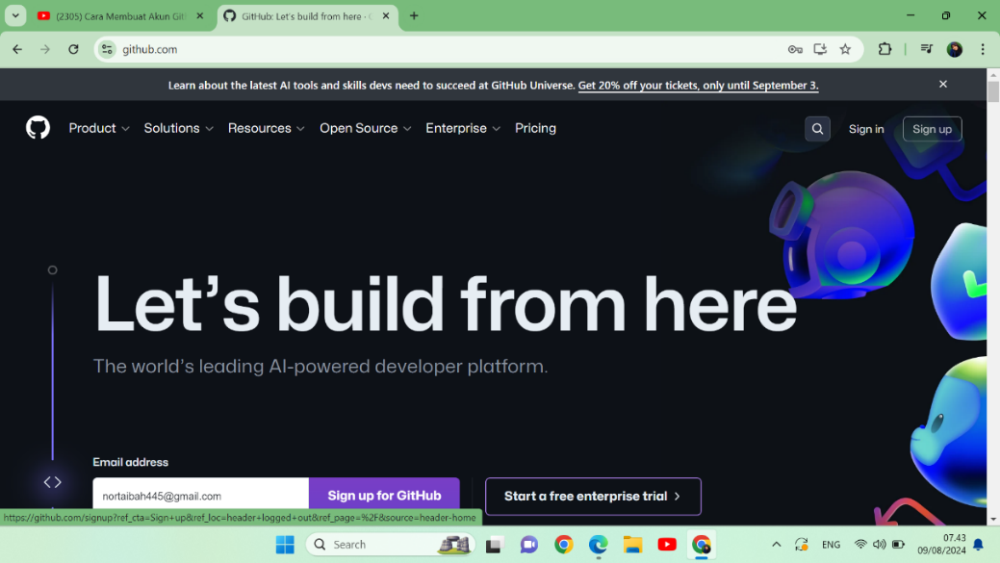 (2305) Cara Membuat Akun Git
GitHub: Let's build from here · G
github.com
Learn about the latest AI tools and skills devs need to succeed at GitHub Universe. Get 20% off your tickets, only until September 3.
Product Solutions Resources Open Source Enterprise Pricing Sign in Sign up
Let's build from here
The world's leading AI-powered developer platform.
Email address
nortaibah445@gmail.com Sign up for GitHub Start a free enterprise trial
https://github.com/signup?ref_cta=Sign+up&ref_loc=header+logged+out&ref_page=%2F&source=header-home
Search ENG 07.43
09/08/2024